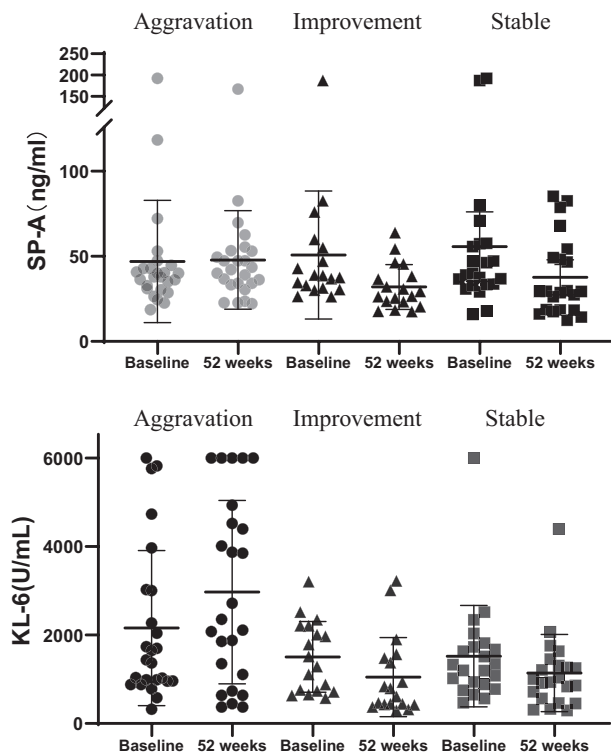 Aggravation Improvement Stable
250
200
150
100
50
0
SP-A(ng/ml)
Baseline 52 weeks Baseline 52 weeks Baseline 52 weeks
Aggravation Improvement Stable
6000
4000
2000
0
KL-6(U/mL)
Baseline 52 weeks Baseline 52 weeks Baseline 52 weeks